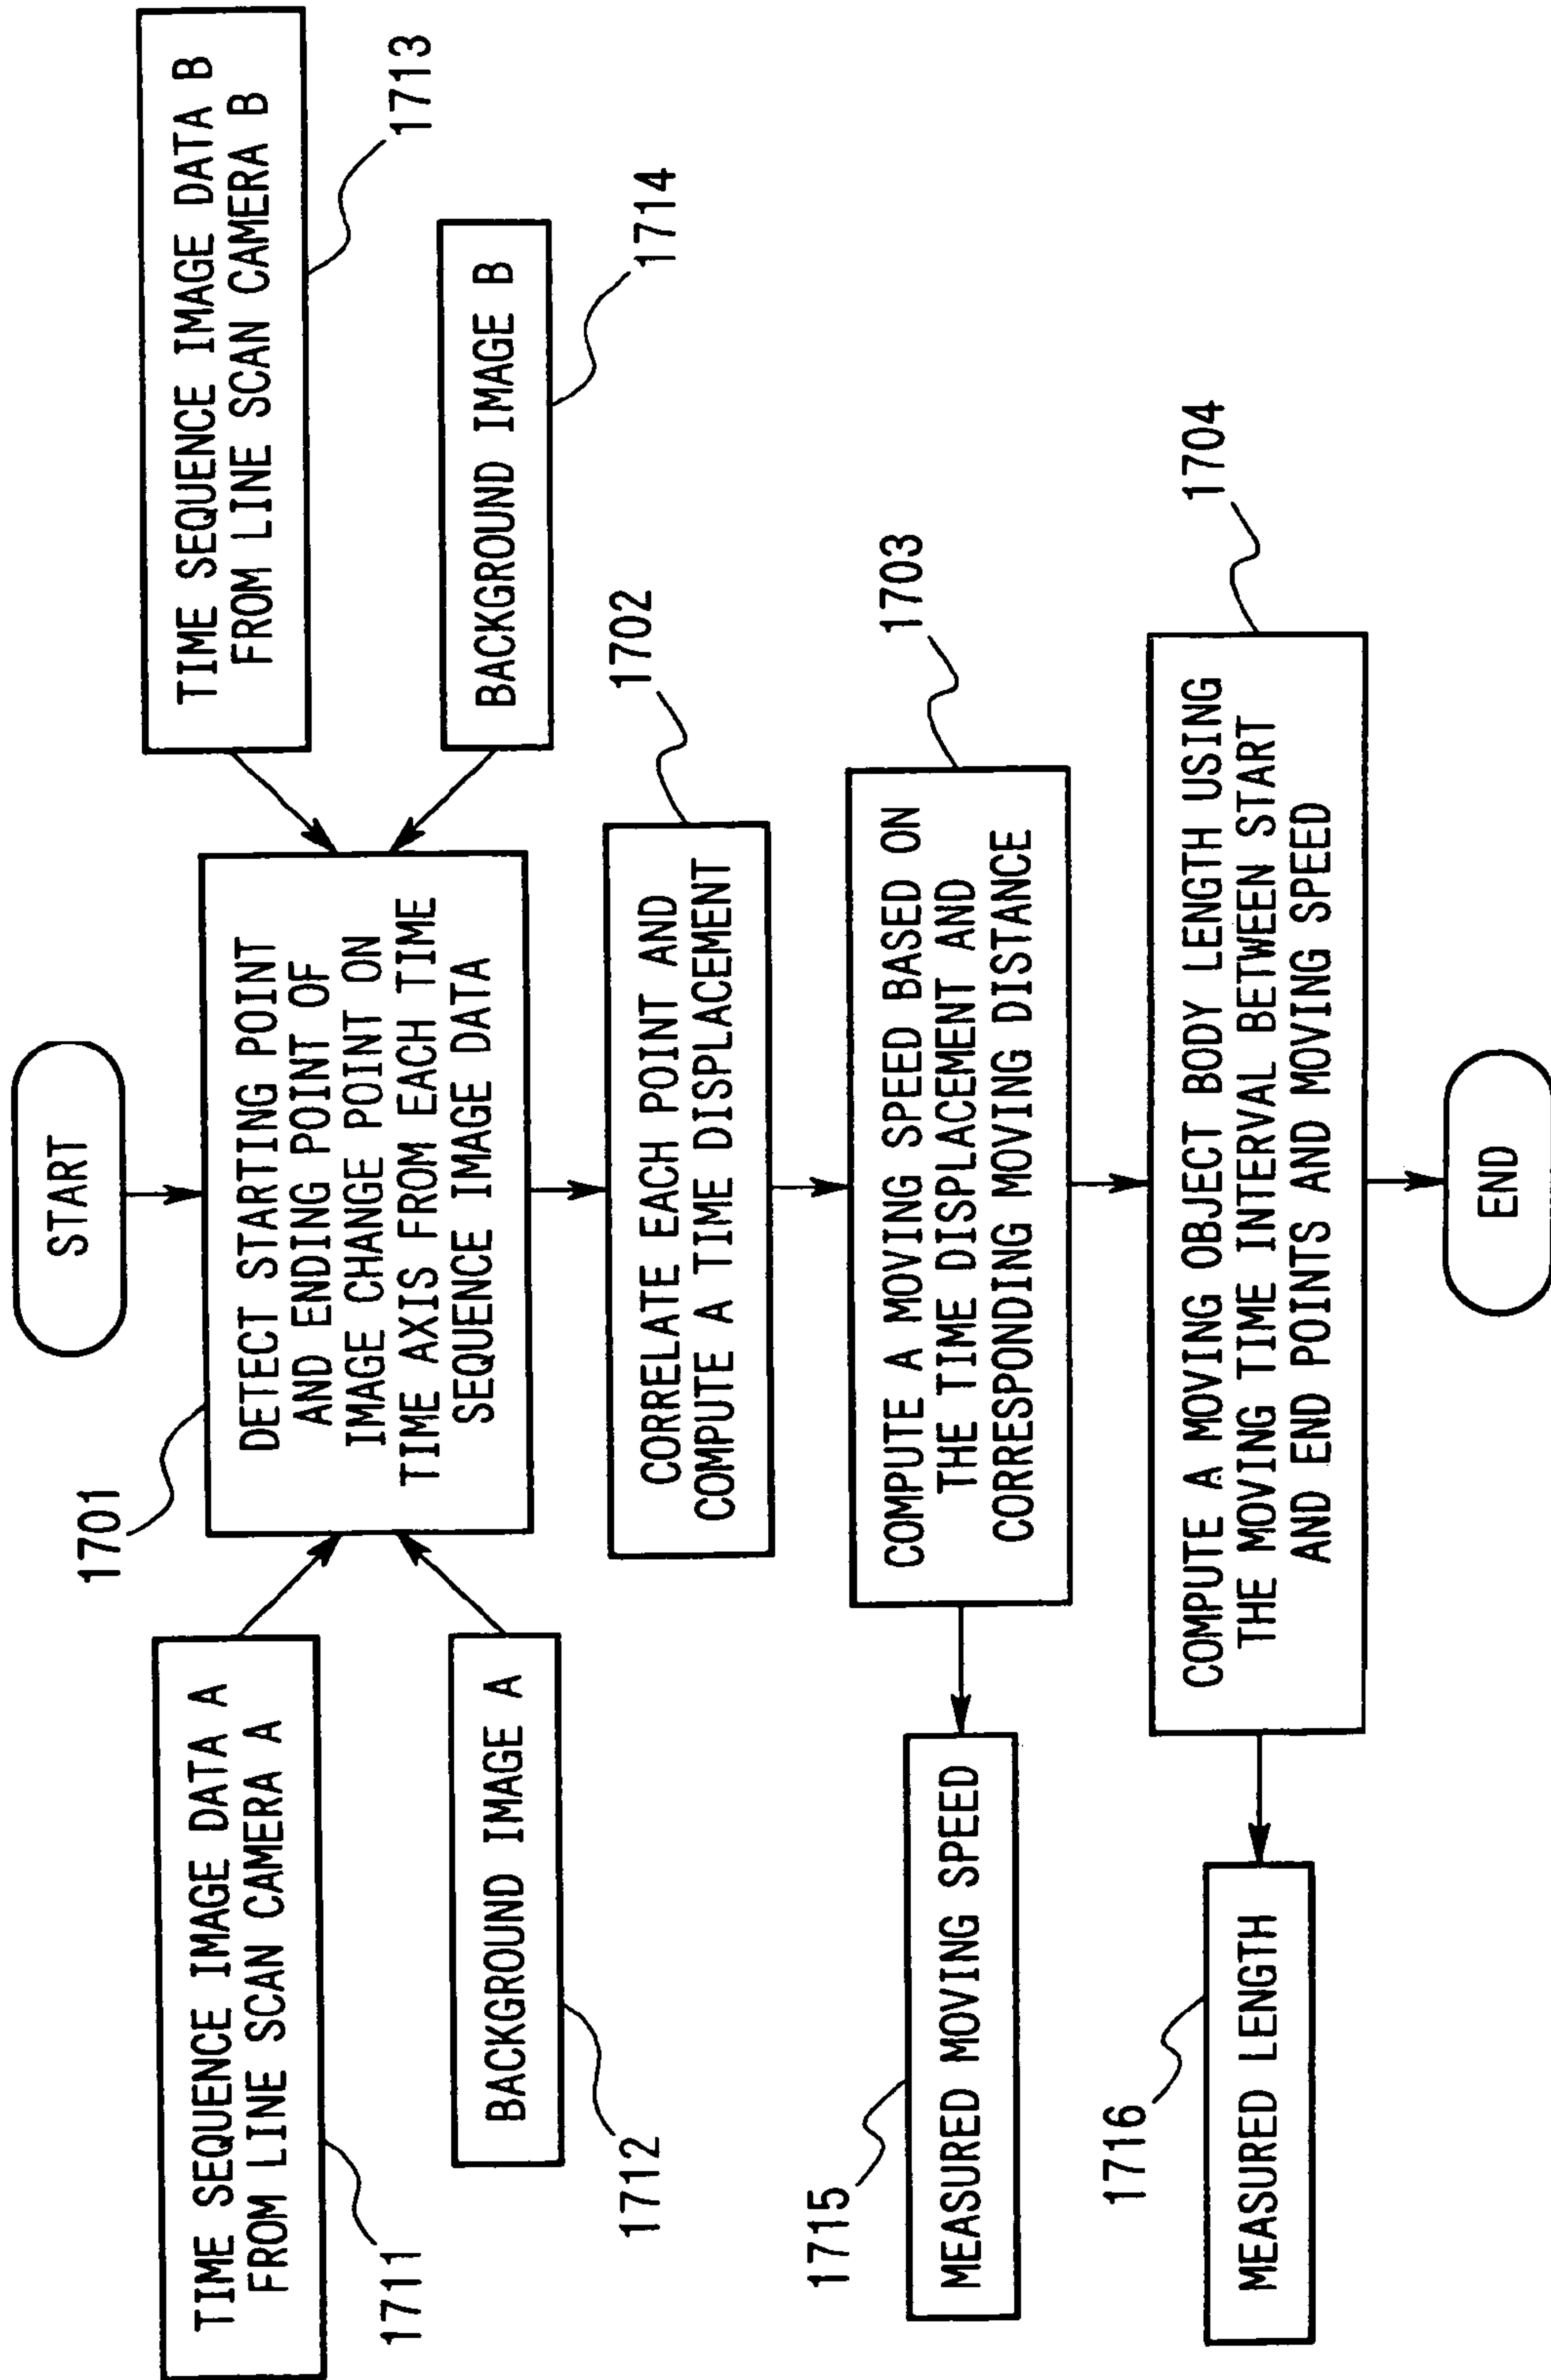 START
1701
DETECT STARTING POINT
AND ENDING POINT OF
IMAGE CHANGE POINT ON
TIME AXIS FROM EACH TIME
SEQUENCE IMAGE DATA
TIME SEQUENCE IMAGE DATA A
FROM LINE SCAN CAMERA A
1711
BACKGROUND IMAGE A
1712
TIME SEQUENCE IMAGE DATA B
FROM LINE SCAN CAMERA B
1713
BACKGROUND IMAGE B
1714
CORRELATE EACH POINT AND
COMPUTE A TIME DISPLACEMENT
1702
COMPUTE A MOVING SPEED BASED ON
THE TIME DISPLACEMENT AND
CORRESPONDING MOVING DISTANCE
1703
1715
MEASURED MOVING SPEED
COMPUTE A MOVING OBJECT BODY LENGTH USING
THE MOVING TIME INTERVAL BETWEEN START
AND END POINTS AND MOVING SPEED
1704
1716
MEASURED LENGTH
END